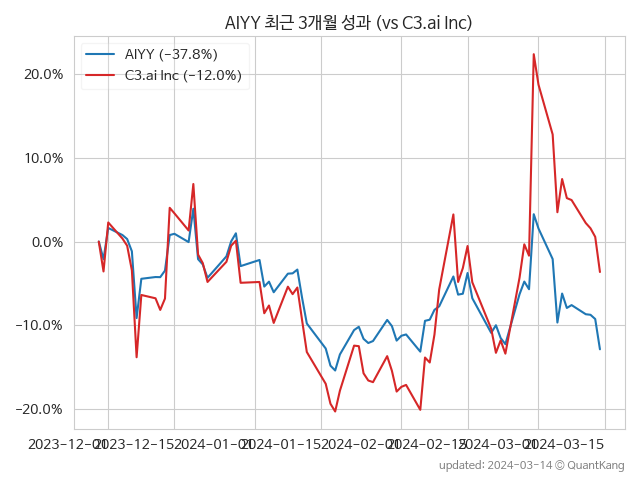 AIYY 최근 3개월 성과 (vs C3.ai Inc)
AIYY (-37.8%)
C3.ai Inc (-12.0%)
20.0%
10.0%
0.0%
-10.0%
-20.0%
2023-12-01 2023-12-15 2024-01-01 2024-01-15 2024-02-01 2024-02-15 2024-03-01 2024-03-15
updated: 2024-03-14 © QuantKang